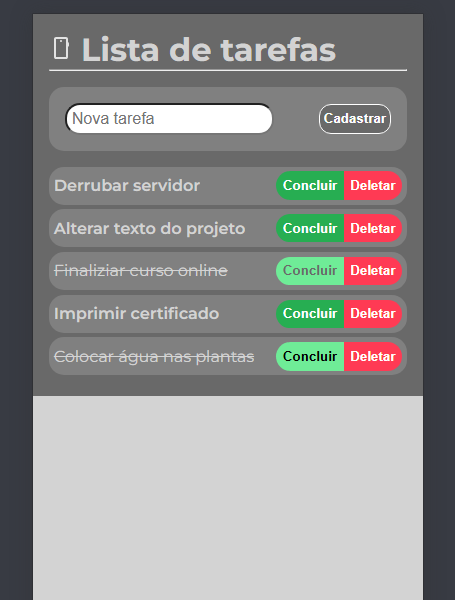 Lista de tarefas
Nova tarefa Cadastrar
Derrubar servidor Concluir Deletar
Alterar texto do projeto Concluir Deletar
Finaliziar curso online Concluir Deletar
Imprimir certificado Concluir Deletar
Colocar água nas plantas Concluir Deletar